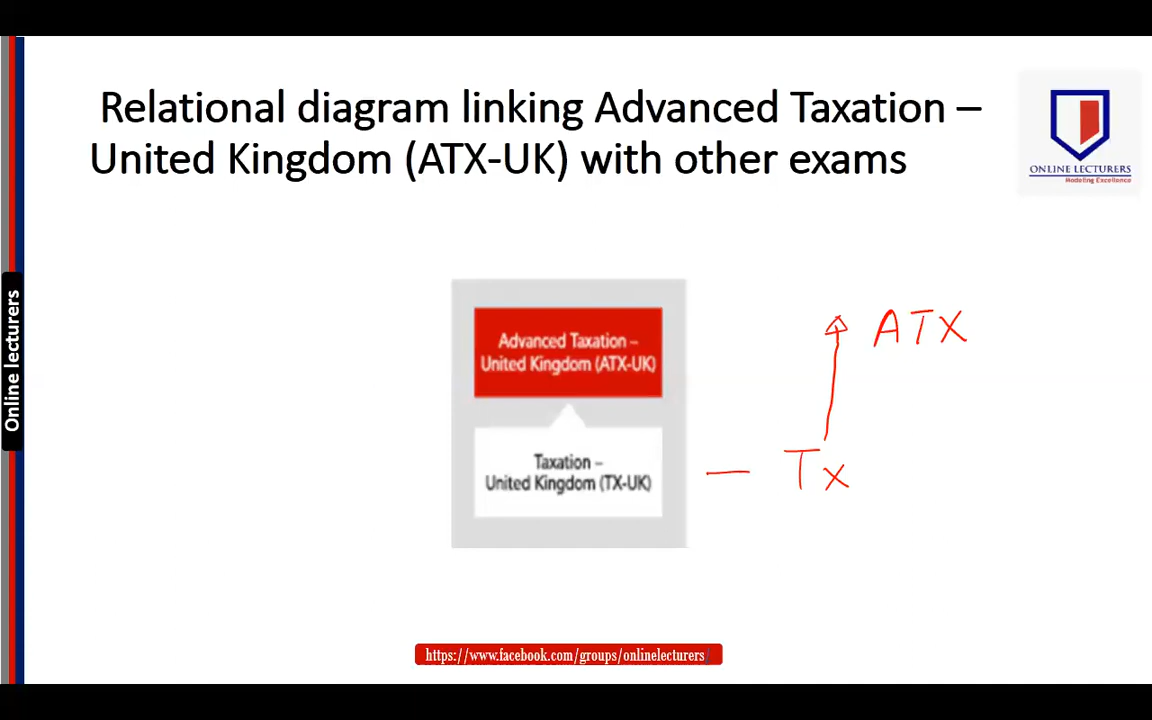 Relational diagram linking Advanced Taxation –
United Kingdom (ATX-UK) with other exams
ONLINE LECTURERS
Modeling Excellence
Online lecturers
Advanced Taxation –
United Kingdom (ATX-UK)
ATX
Taxation –
United Kingdom (TX-UK)
— Tx
https://www.facebook.com/groups/onlinelecturers/